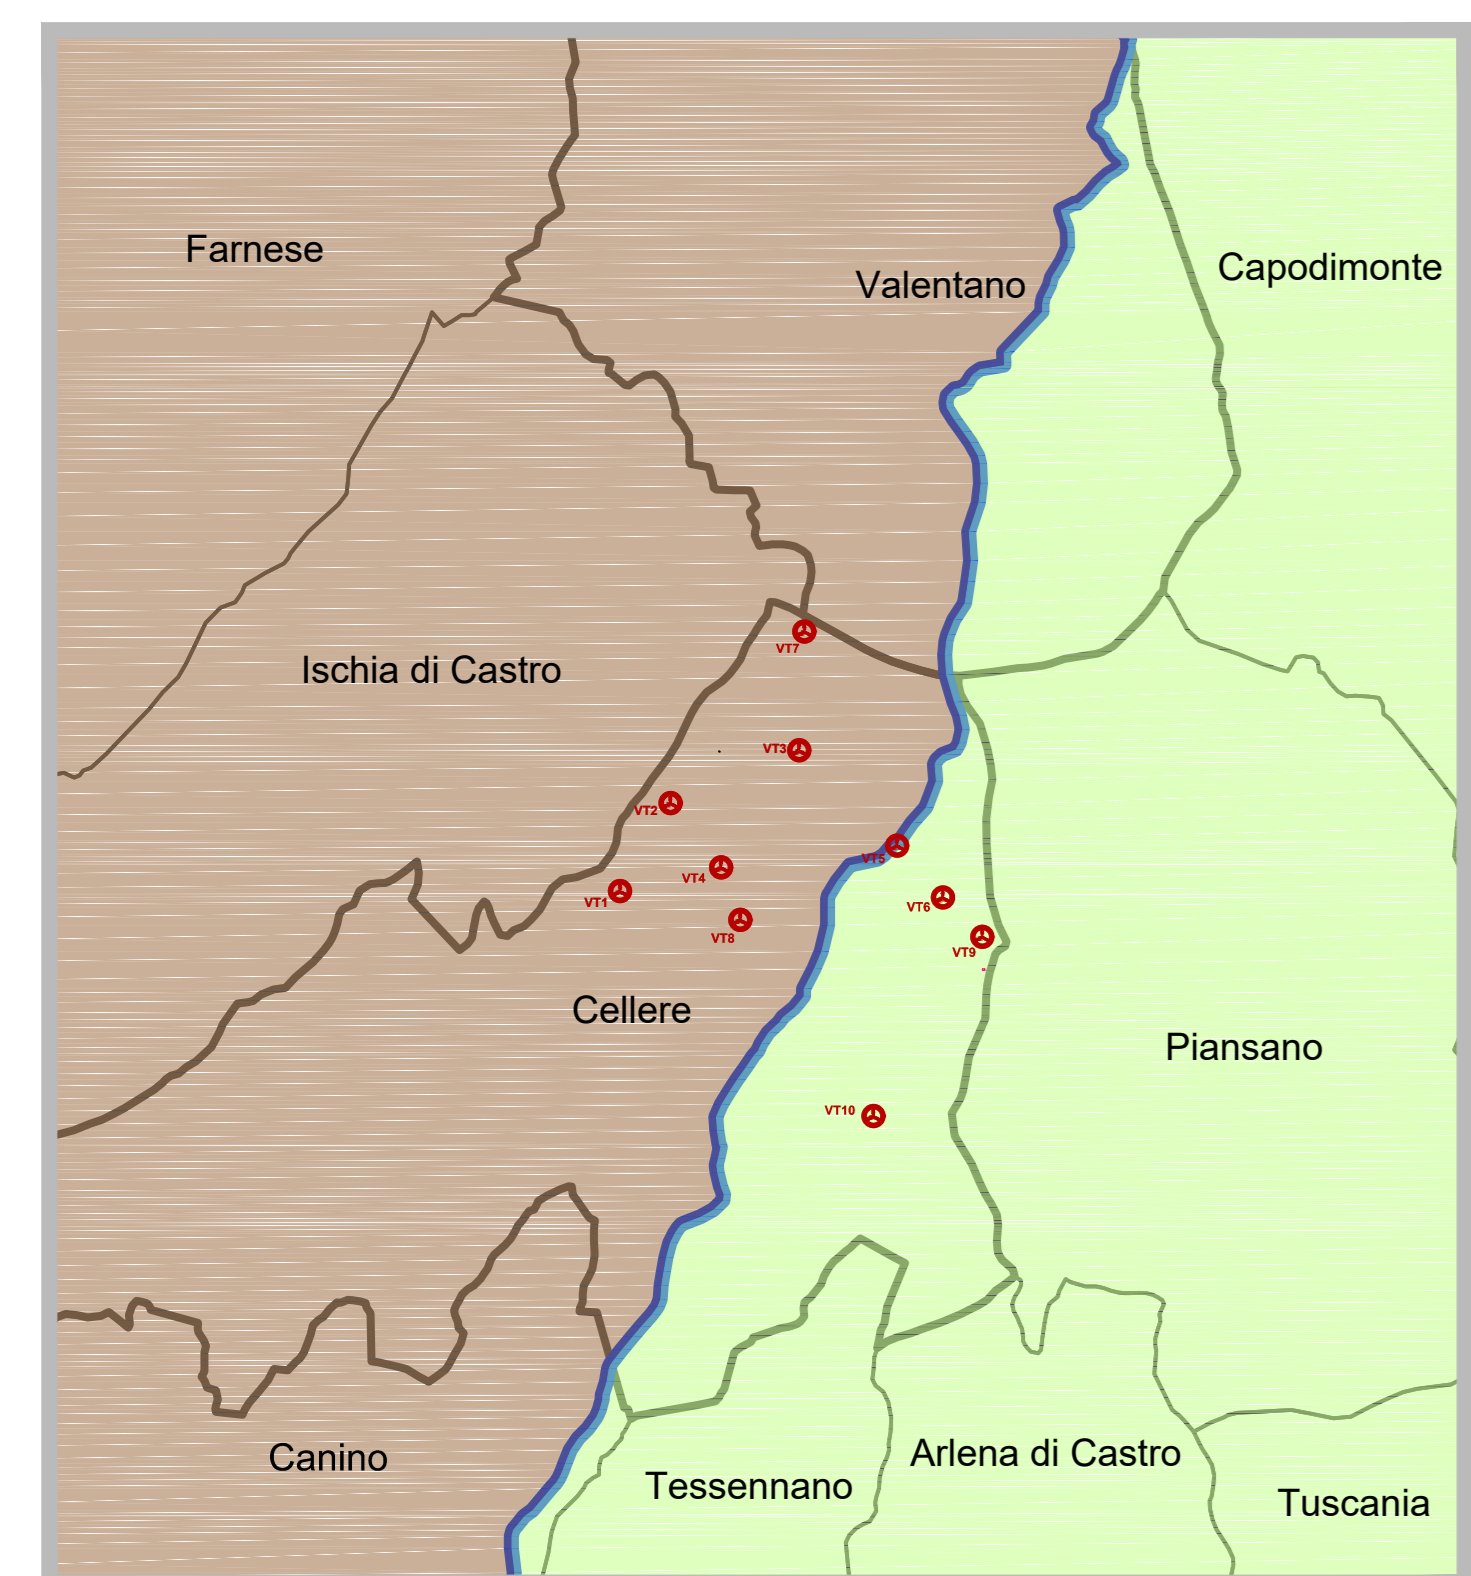 Farnese
Capodimonte
Valentano
VT7
Ischia di Castro
VT3
VT2
VT5
VT4
VT1
VT6
VT8
VT9
Cellere
Piansano
VT10
Arlena di Castro
Canino
Tessennano
Tuscania